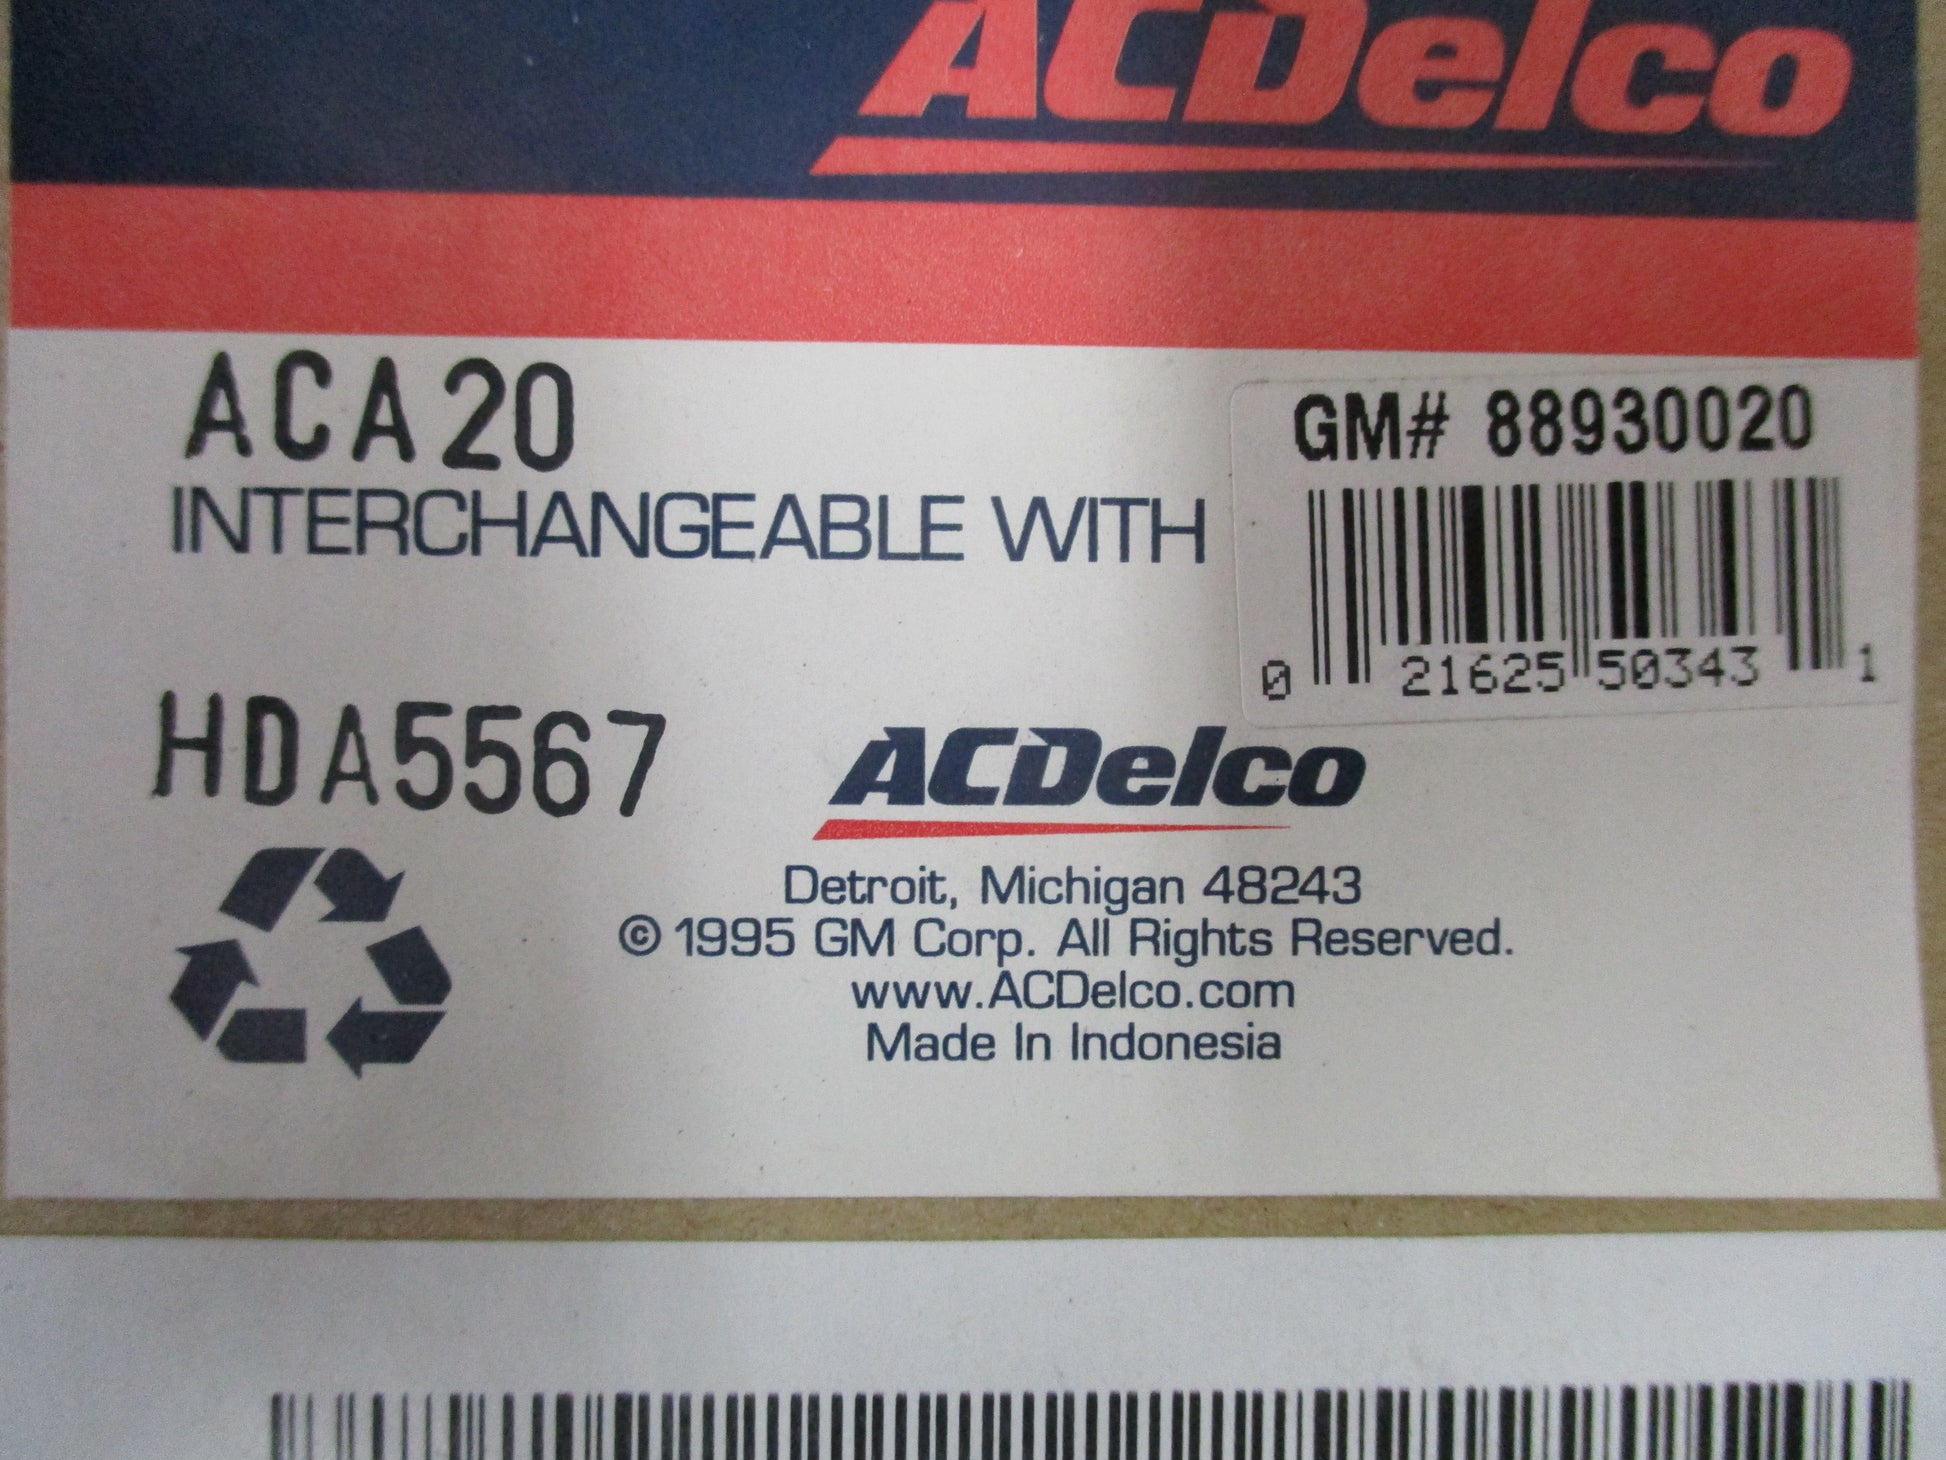 ACDelco
ACA20
INTERCHANGEABLE WITH
GM# 88930020
0 21625 50343 1
HDA5567
ACDelco
Detroit, Michigan 48243
© 1995 GM Corp. All Rights Reserved.
www.ACDelco.com
Made In Indonesia